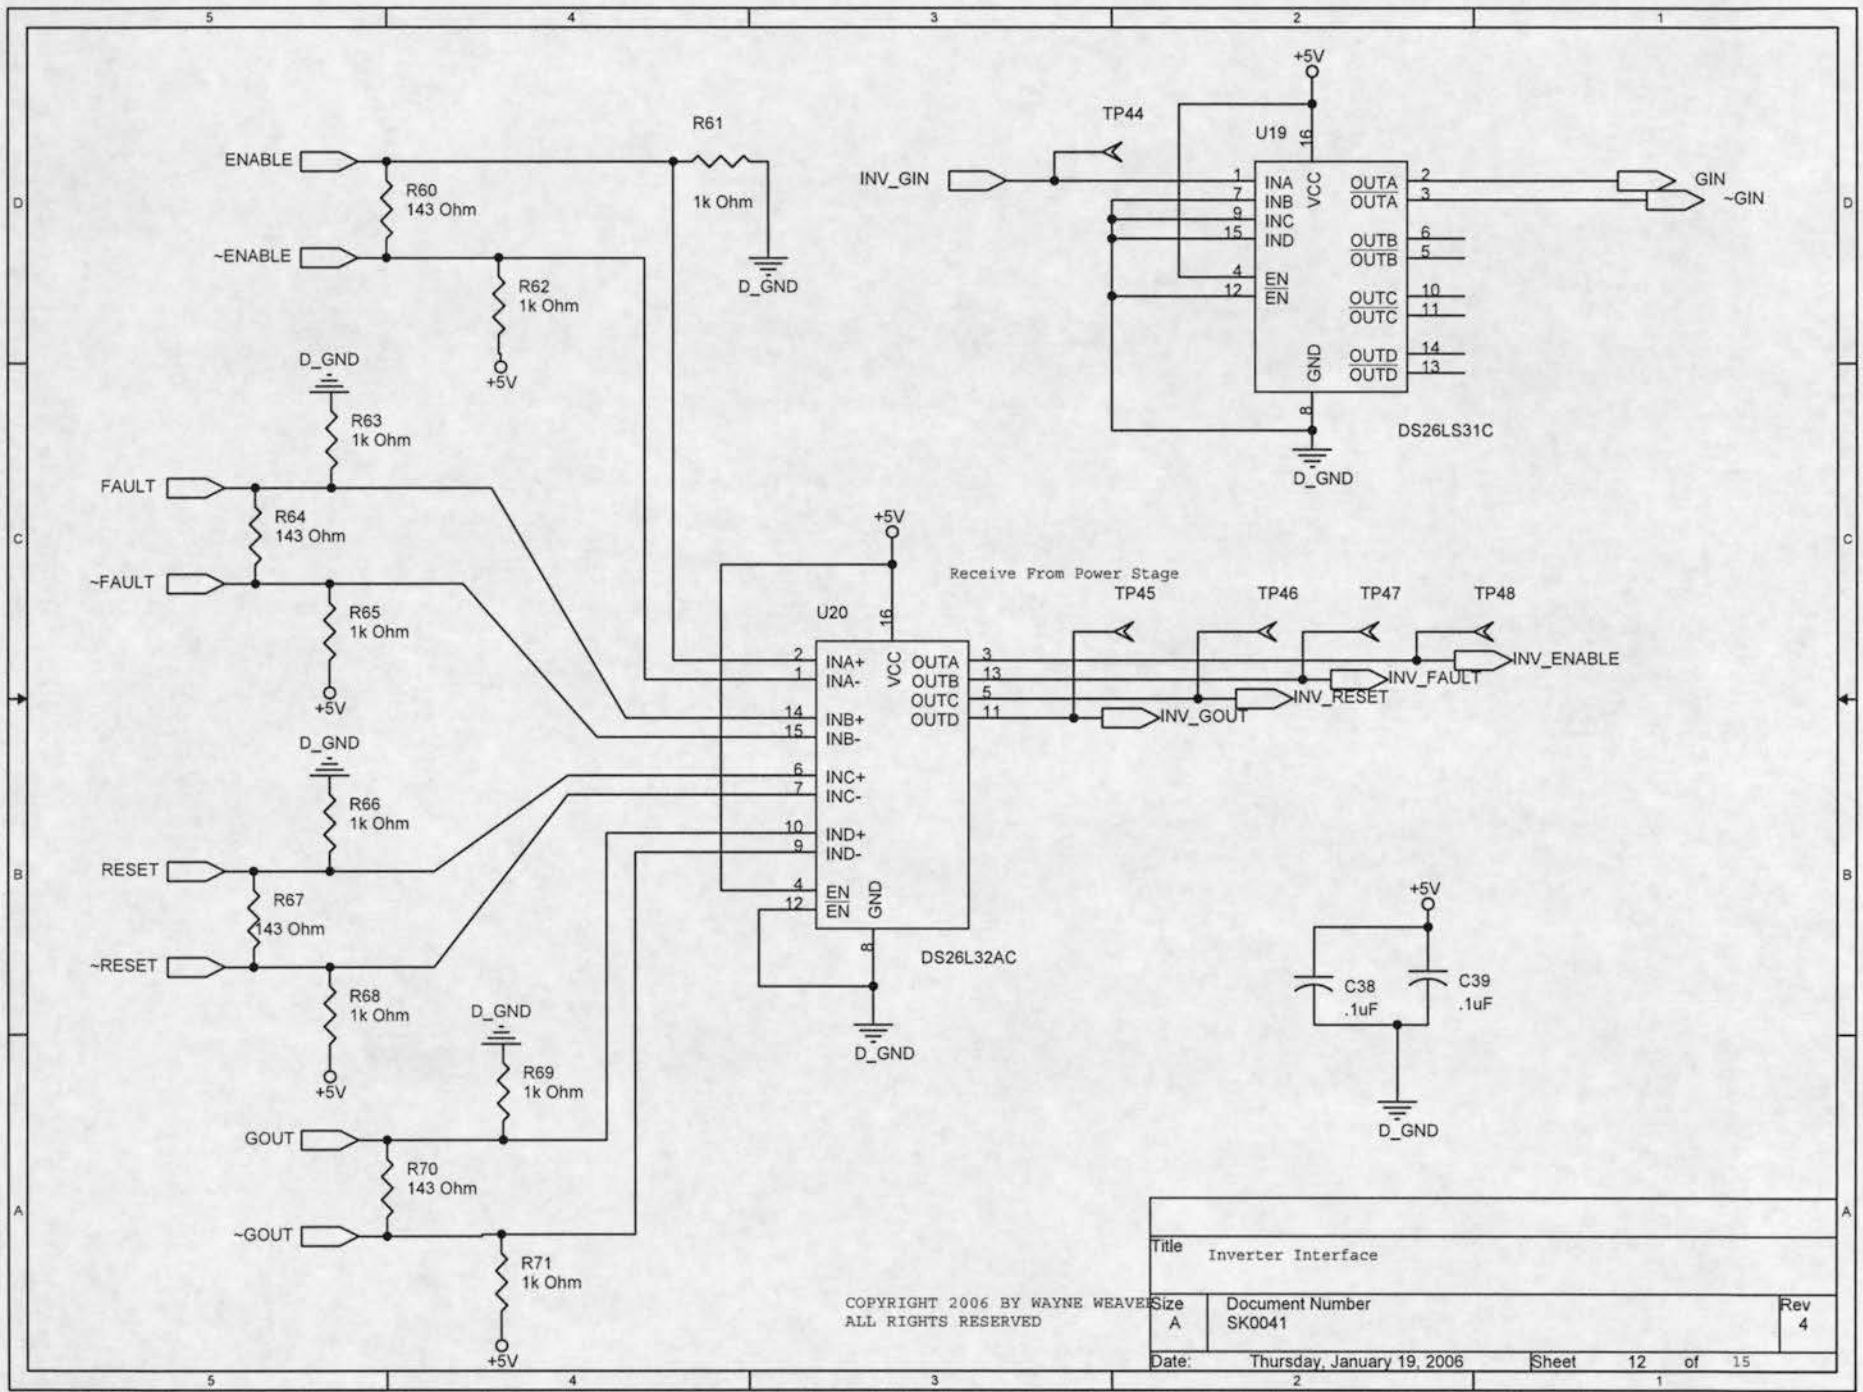 5 4 3 2 1
D
C
B
A
D
C
B
A
ENABLE
R60
143 Ohm
~ENABLE
R61
1k Ohm
D_GND
R62
1k Ohm
+5V
D_GND
R63
1k Ohm
FAULT
R64
143 Ohm
~FAULT
R65
1k Ohm
+5V
D_GND
R66
1k Ohm
RESET
R67
143 Ohm
~RESET
R68
1k Ohm
+5V
D_GND
R69
1k Ohm
GOUT
R70
143 Ohm
~GOUT
R71
1k Ohm
+5V
+5V
TP44
U19
16
INV_GIN
1 INA VCC OUTA 2
7 INB OUTA 3
9 INC
15 IND OUTB 6
OUTB 5
4 EN
12 EN OUTC 10
OUTC 11
GND OUTD 14
OUTD 13
8
GIN
~GIN
DS26LS31C
D_GND
+5V
Receive From Power Stage
TP45 TP46 TP47 TP48
U20
16
2 INA+ VCC OUTA 3
1 INA- OUTB 13
OUTC 5
14 INB+ OUTD 11
15 INB-
6 INC+
7 INC-
10 IND+
9 IND-
4 EN GND
12 EN
8
INV_ENABLE
INV_FAULT
INV_RESET
INV_GOUT
DS26L32AC
D_GND
+5V
C38
.1uF
C39
.1uF
D_GND
COPYRIGHT 2006 BY WAYNE WEAVER
ALL RIGHTS RESERVED
Title
Inverter Interface
Size
A
Document Number
SK0041
Rev
4
Date: Thursday, January 19, 2006 Sheet 12 of 15
5 4 3 2 1